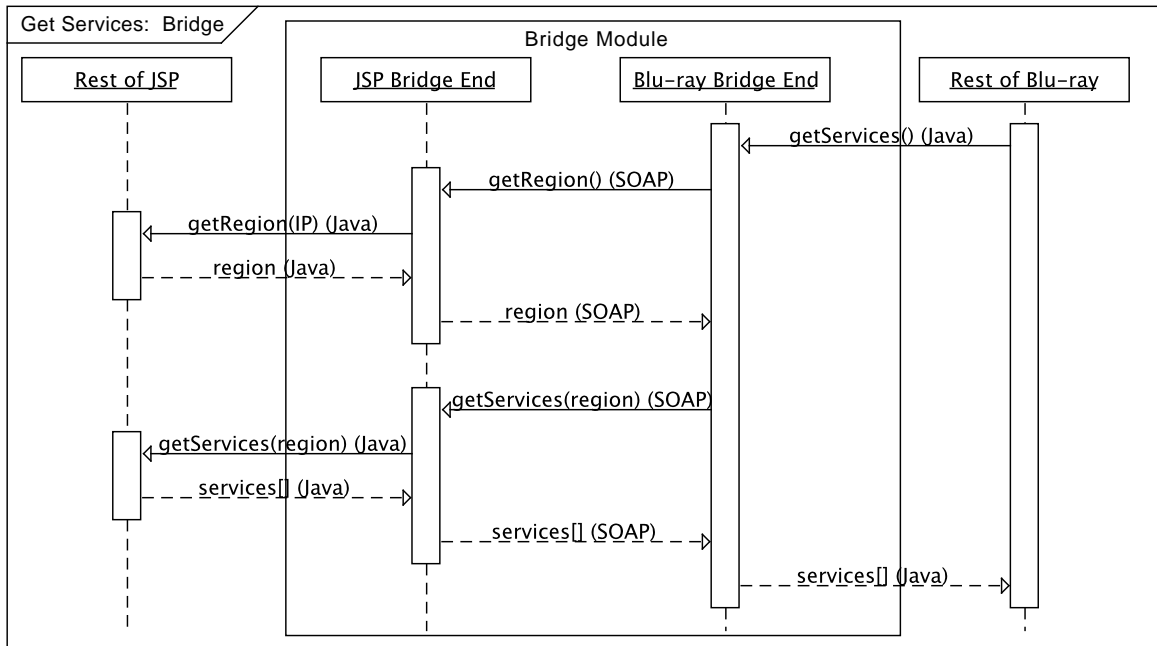 Get Services:  Bridge
Bridge Module
Rest of JSP
JSP Bridge End
Blu-ray Bridge End
Rest of Blu-ray
getServices() (Java)
getRegion() (SOAP)
getRegion(IP) (Java)
region (Java)
region (SOAP)
getServices(region) (SOAP)
getServices(region) (Java)
services[] (Java)
services[] (SOAP)
services[] (Java)